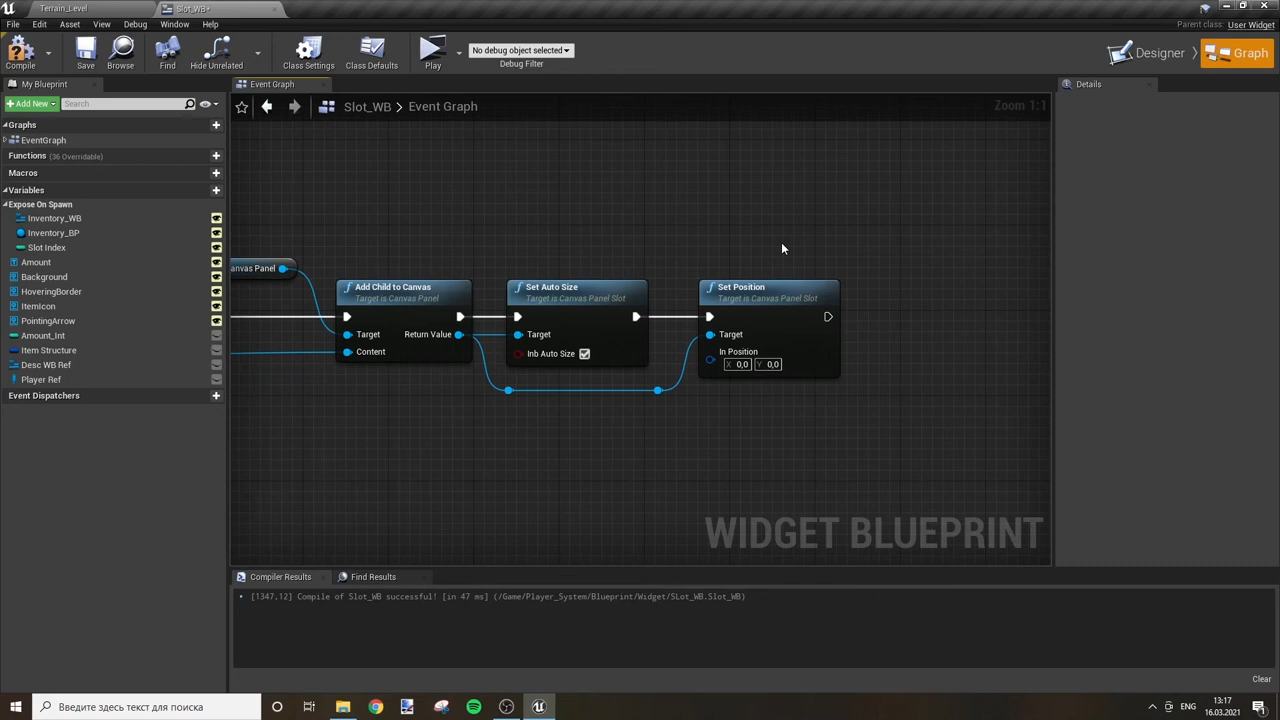 Terrain_Level
Slot_WB*
File Edit Asset View Debug Window Help
Parent class: User Widget
Compile
Save
Browse
Find
Hide Unrelated
Class Settings
Class Defaults
Play
No debug object selected
Debug Filter
Designer
Graph
My Blueprint
Event Graph
Details
+ Add New
Search
Slot_WB > Event Graph
Zoom 1:1
Graphs
EventGraph
Functions (36 Overridable)
Macros
Variables
Expose On Spawn
Inventory_WB
Inventory_BP
Slot Index
Amount
Background
HoveringBorder
ItemIcon
PointingArrow
Amount_Int
Item Structure
Desc WB Ref
Player Ref
Event Dispatchers
anvas Panel
Add Child to Canvas
Target is Canvas Panel
Target
Return Value
Content
Set Auto Size
Target is Canvas Panel Slot
Target
Inb Auto Size
Set Position
Target is Canvas Panel Slot
Target
In Position
X 0,0 Y 0,0
WIDGET BLUEPRINT
Compiler Results
Find Results
[1347,12] Compile of Slot_WB successful! [in 47 ms] (/Game/Player_System/Blueprint/Widget/SLot_WB.Slot_WB)
Clear
Введите здесь текст для поиска
ENG
13:17
16.03.2021